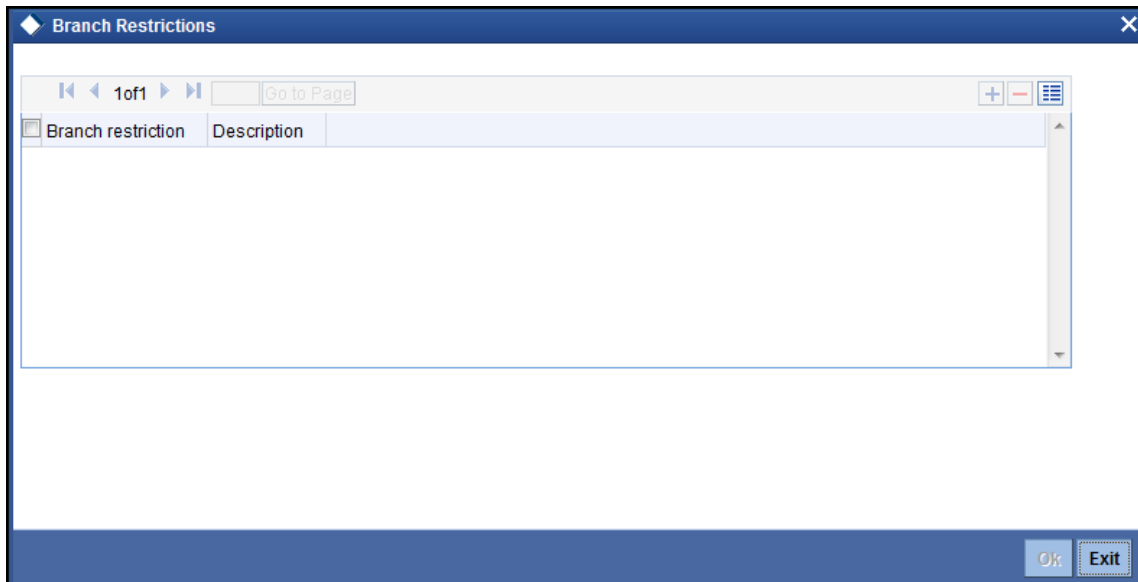 Branch Restrictions
1of1 Go to Page
Branch restriction Description
Ok Exit